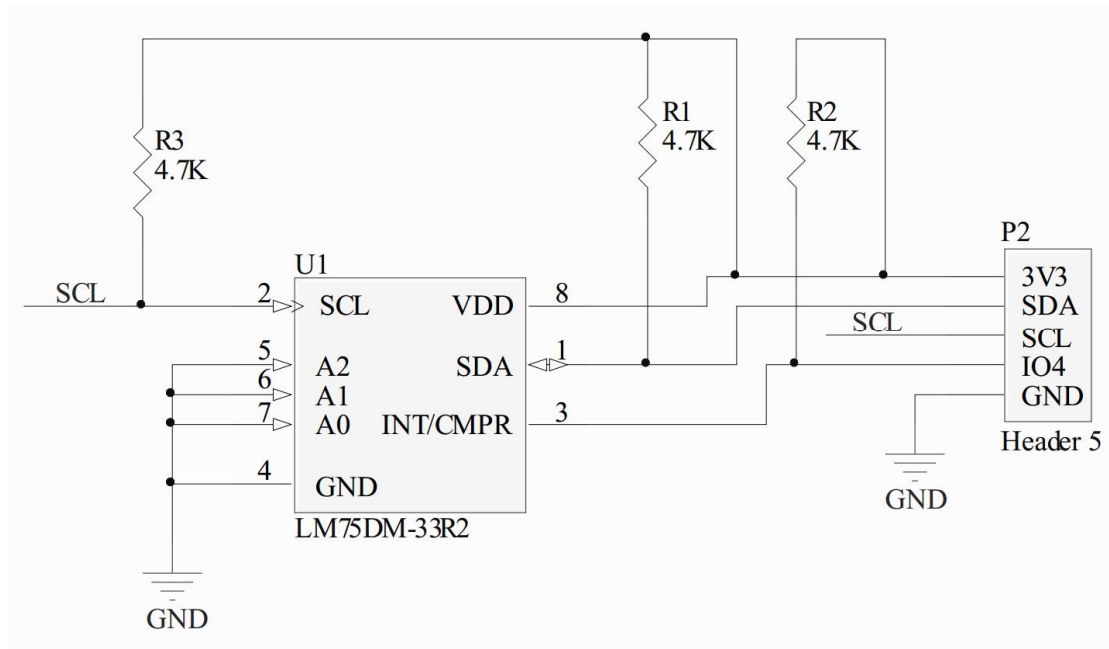 R3
4.7K
R1
4.7K
R2
4.7K
P2
U1
SCL
2
SCL
VDD
8
3V3
SDA
SCL
SCL
IO4
GND
5
A2
SDA
1
6
A1
7
A0
INT/CMPR
3
4
GND
Header 5
LM75DM-33R2
GND
GND